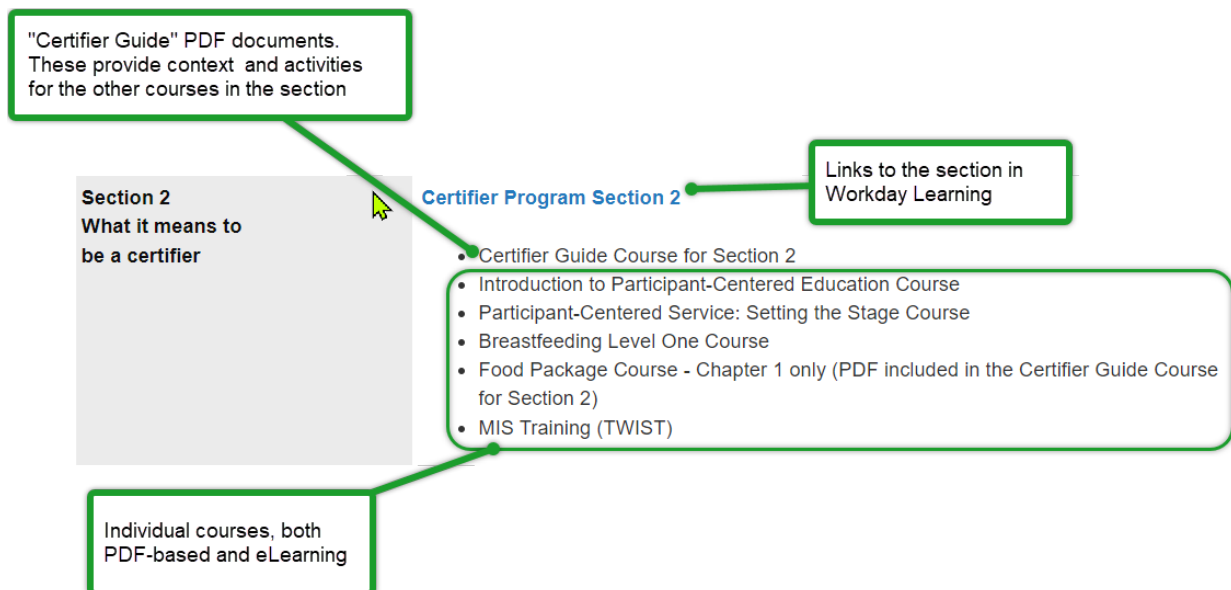 "Certifier Guide" PDF documents.
These provide context and activities
for the other courses in the section
Links to the section in
Workday Learning
Section 2
What it means to
be a certifier
Certifier Program Section 2
• Certifier Guide Course for Section 2
• Introduction to Participant-Centered Education Course
• Participant-Centered Service: Setting the Stage Course
• Breastfeeding Level One Course
• Food Package Course - Chapter 1 only (PDF included in the Certifier Guide Course
for Section 2)
• MIS Training (TWIST)
Individual courses, both
PDF-based and eLearning